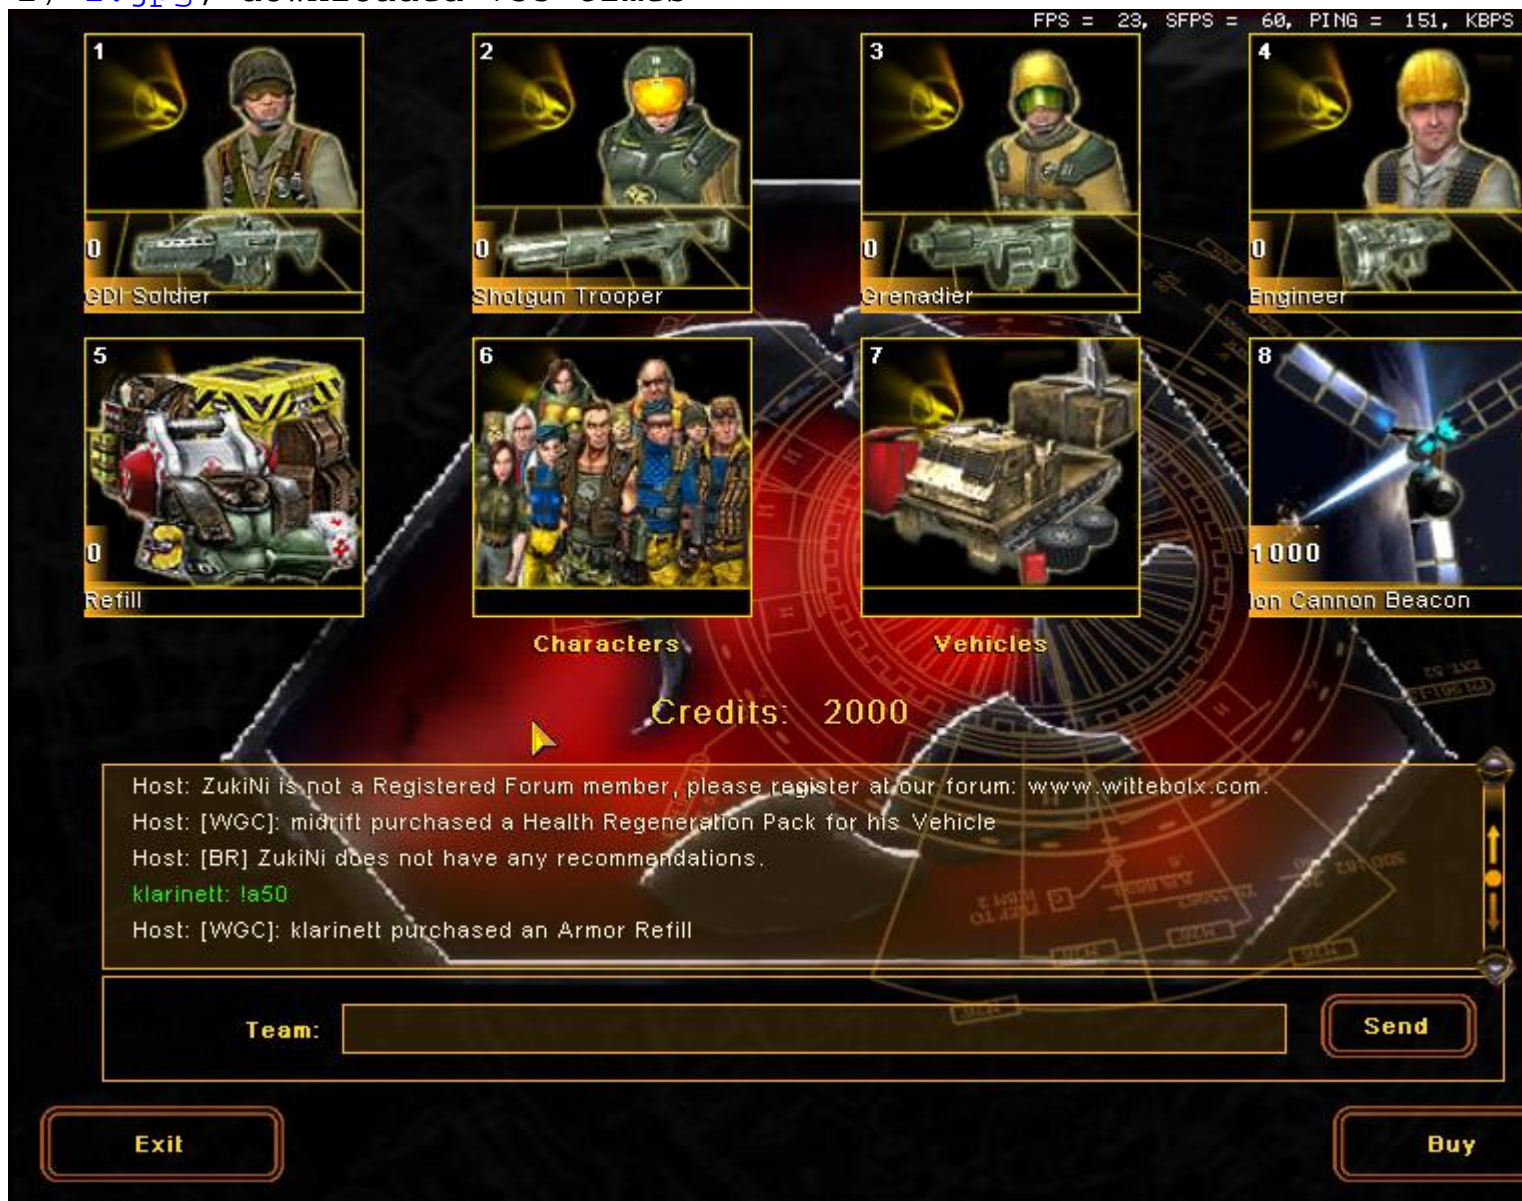 FPS = 23, SFPS = 60, PING = 151, KBPS
1 2 3 4
0 0 0 0
GDI Soldier Shotgun Trooper Grenadier Engineer
5 6 7 8
0 1000
Refill Ion Cannon Beacon
Characters Vehicles
Credits: 2000
Host: ZukiNi is not a Registered Forum member, please register at our forum: www.wittebolx.com.
Host: [WGC]: midrift purchased a Health Regeneration Pack for his Vehicle
Host: [BR] ZukiNi does not have any recommendations.
klarinett: !a50
Host: [WGC]: klarinett purchased an Armor Refill
Team: Send
Exit Buy